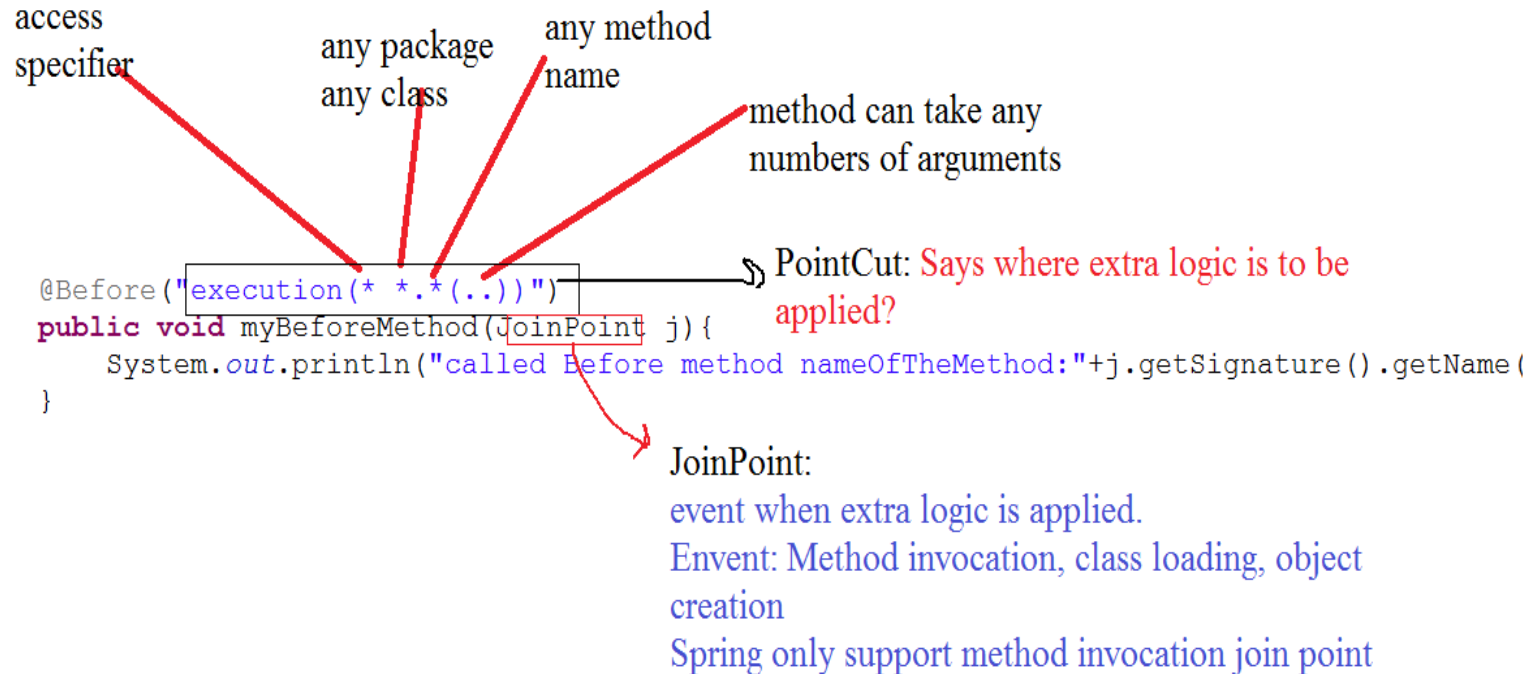 access
specifier
any package
any class
any method
name
method can take any
numbers of arguments
@Before("execution(* *.*(..))")
PointCut: Says where extra logic is to be
applied?
public void myBeforeMethod(JoinPoint j){
System.out.println("called Before method nameOfTheMethod:"+j.getSignature().getName(
}
JoinPoint:
event when extra logic is applied.
Envent: Method invocation, class loading, object
creation
Spring only support method invocation join point